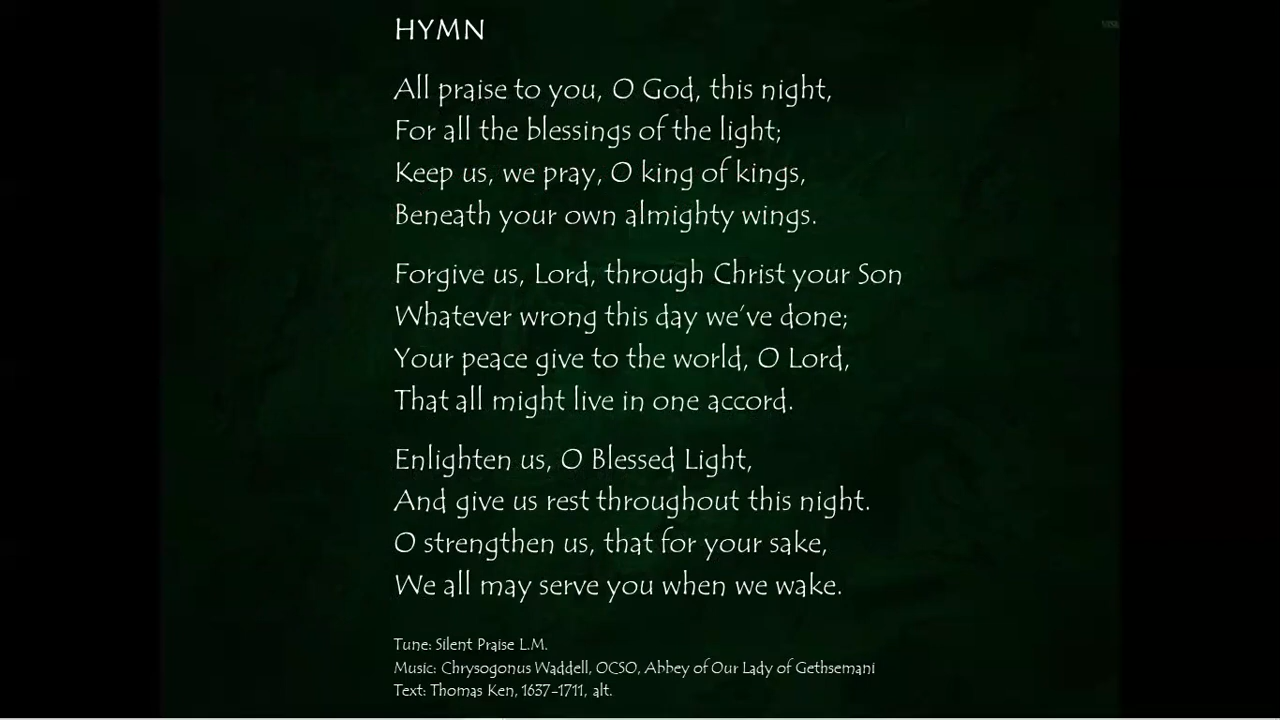 HYMN
All praise to you, O God, this night,
For all the blessings of the light;
Keep us, we pray, O king of kings,
Beneath your own almighty wings.
Forgive us, Lord, through Christ your Son
Whatever wrong this day we've done;
Your peace give to the world, O Lord,
That all might live in one accord.
Enlighten us, O Blessed Light,
And give us rest throughout this night.
O strengthen us, that for your sake,
We all may serve you when we wake.
Tune: Silent Praise L.M.
Music: Chrysogonus Waddell, OCSO, Abbey of Our Lady of Gethsemani
Text: Thomas Ken, 1637-1711, alt.